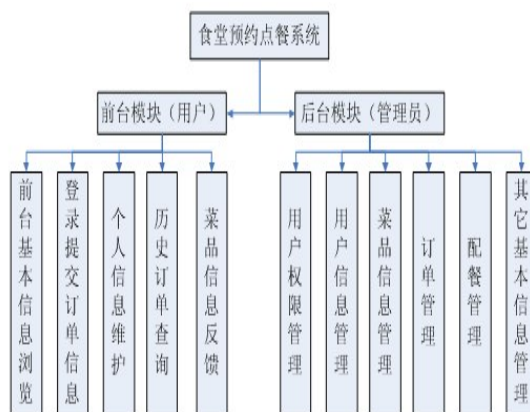 食堂预约点餐系统
前台模块（用户）
后台模块（管理员）
前台基本信息浏览
登录提交订单信息
个人信息维护
历史订单查询
菜品信息反馈
用户权限管理
用户信息管理
菜品信息管理
订单管理
配餐管理
其它基本信息管理